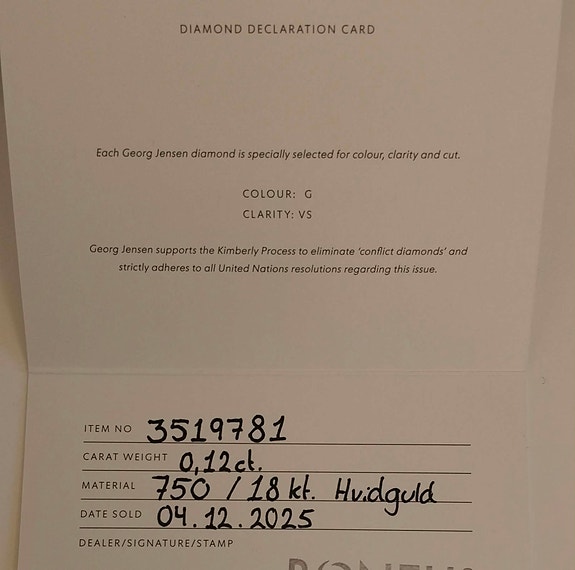 DIAMOND DECLARATION CARD
Each Georg Jensen diamond is specially selected for colour, clarity and cut.
COLOUR: G
CLARITY: VS
Georg Jensen supports the Kimberly Process to eliminate 'conflict diamonds' and
strictly adheres to all United Nations resolutions regarding this issue.
ITEM NO 3519781
CARAT WEIGHT 0,12ct.
MATERIAL 750 / 18 kt. Hvidguld
DATE SOLD 04.12.2025
DEALER/SIGNATURE/STAMP